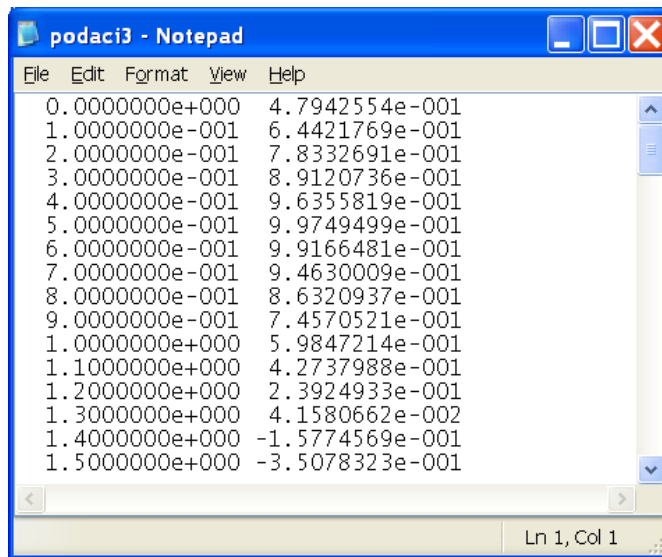 podaci3 - Notepad
File Edit Format View Help
0.0000000e+000 4.7942554e-001
1.0000000e-001 6.4421769e-001
2.0000000e-001 7.8332691e-001
3.0000000e-001 8.9120736e-001
4.0000000e-001 9.6355819e-001
5.0000000e-001 9.9749499e-001
6.0000000e-001 9.9166481e-001
7.0000000e-001 9.4630009e-001
8.0000000e-001 8.6320937e-001
9.0000000e-001 7.4570521e-001
1.0000000e+000 5.9847214e-001
1.1000000e+000 4.2737988e-001
1.2000000e+000 2.3924933e-001
1.3000000e+000 4.1580662e-002
1.4000000e+000 -1.5774569e-001
1.5000000e+000 -3.5078323e-001
Ln 1, Col 1